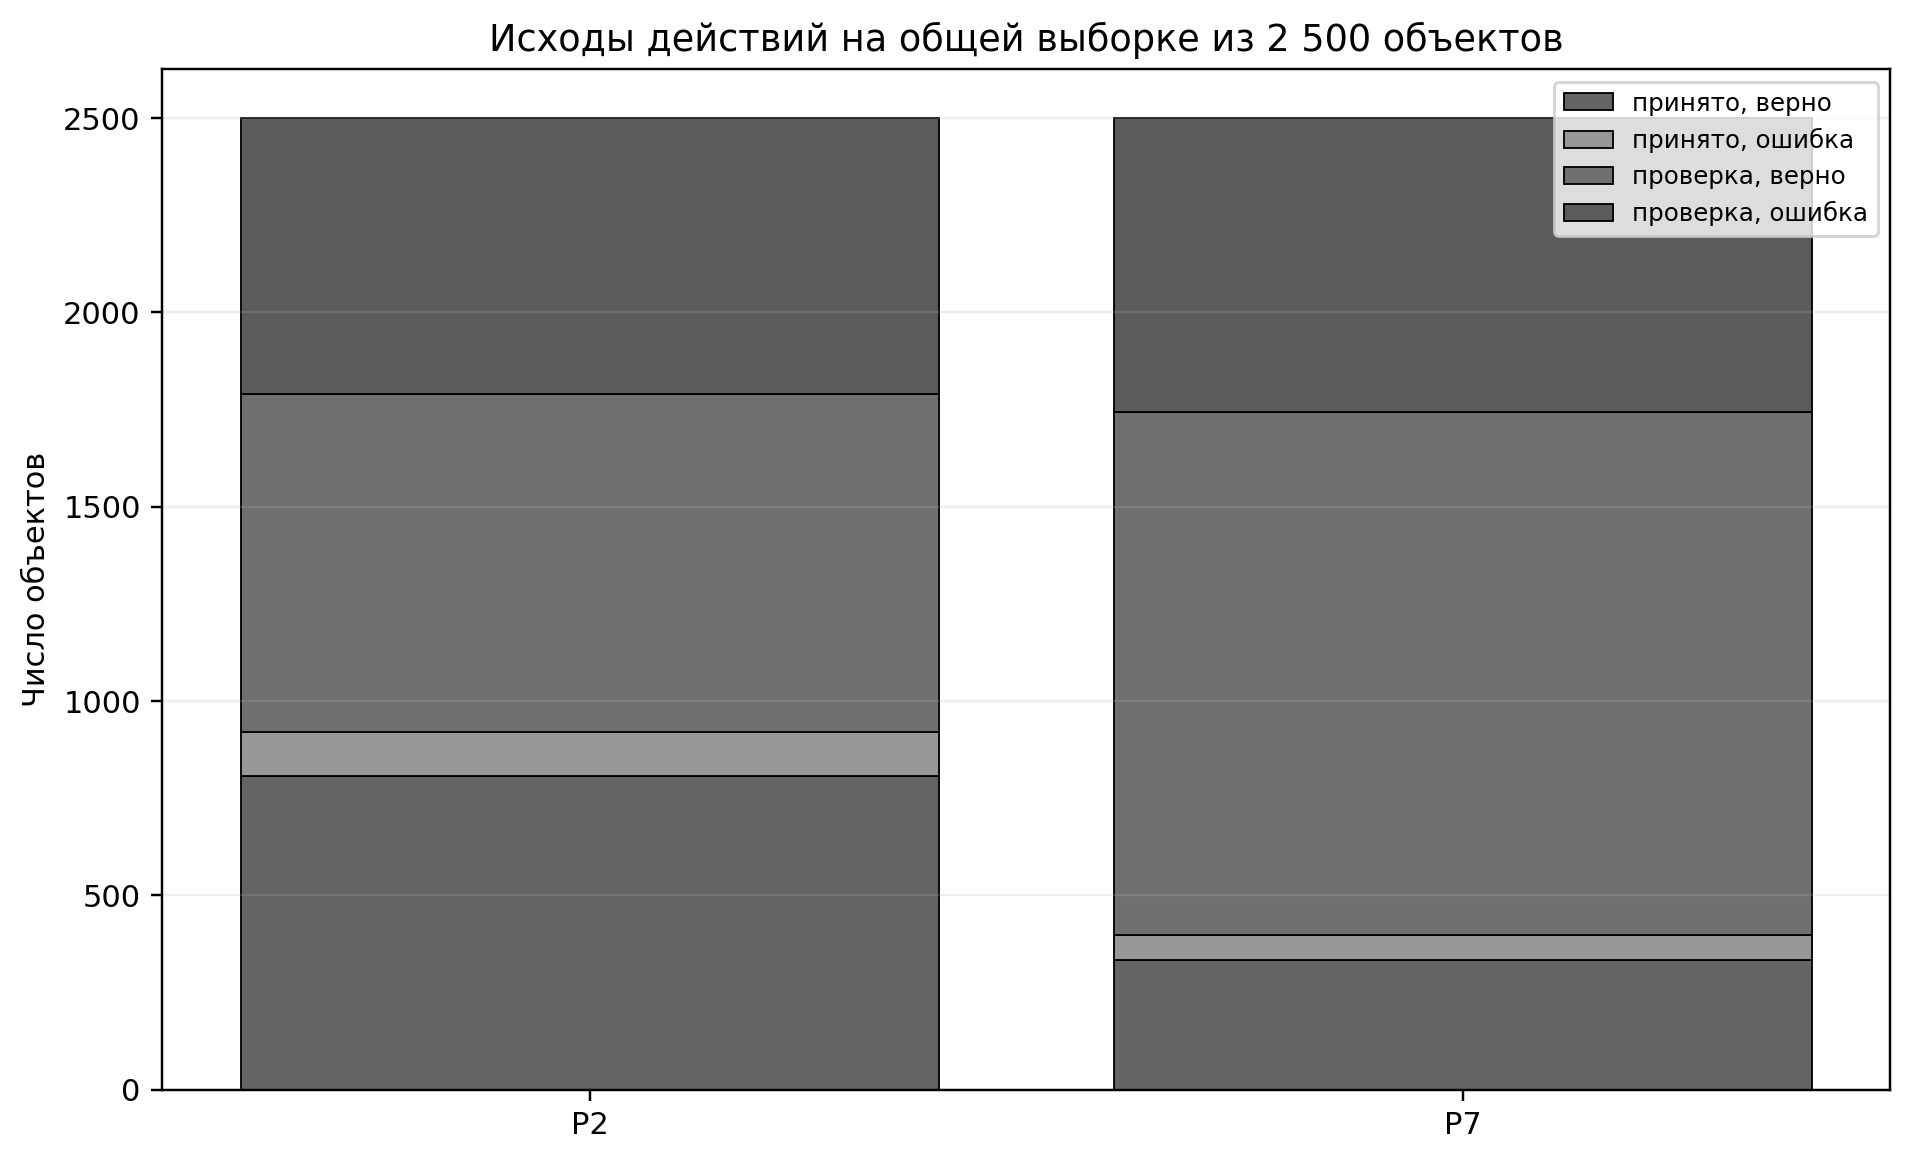 Исходы действий на общей выборке из 2 500 объектов
принято, верно
принято, ошибка
проверка, верно
проверка, ошибка
Число объектов
2500
2000
1500
1000
500
0
P2
P7